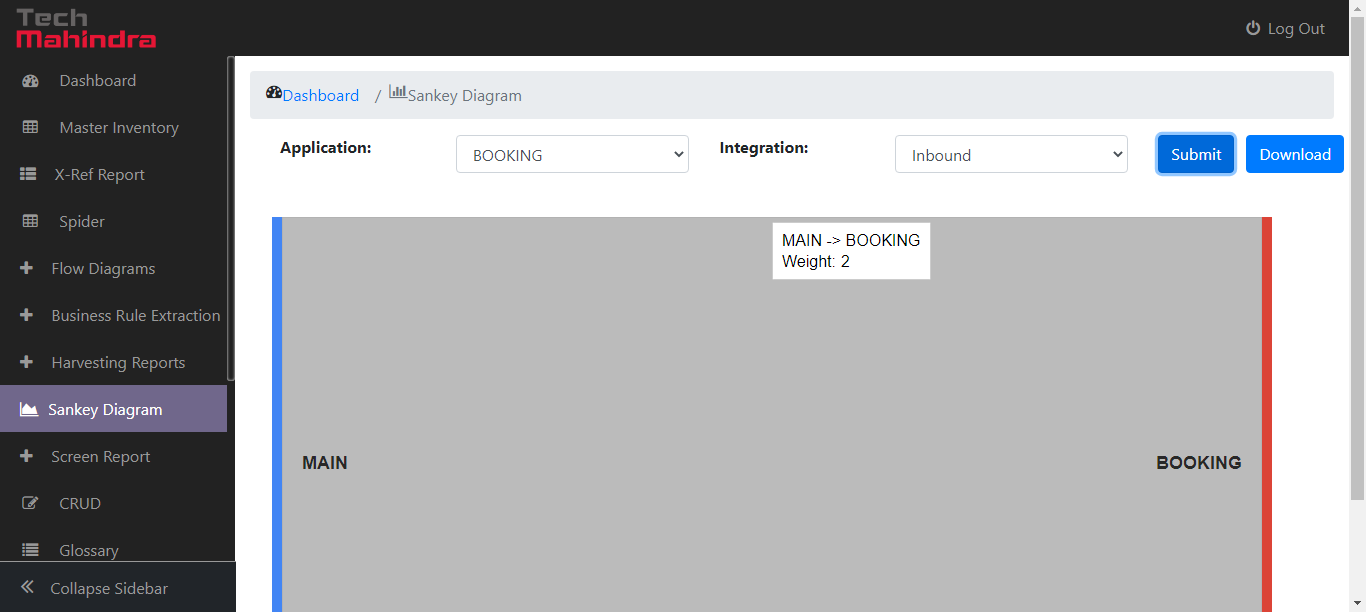 Tech
Mahindra
Log Out
Dashboard
Master Inventory
X-Ref Report
Spider
Flow Diagrams
Business Rule Extraction
Harvesting Reports
Sankey Diagram
Screen Report
CRUD
Glossary
Collapse Sidebar
Dashboard / Sankey Diagram
Application: BOOKING Integration: Inbound Submit Download
MAIN -> BOOKING
Weight: 2
MAIN BOOKING